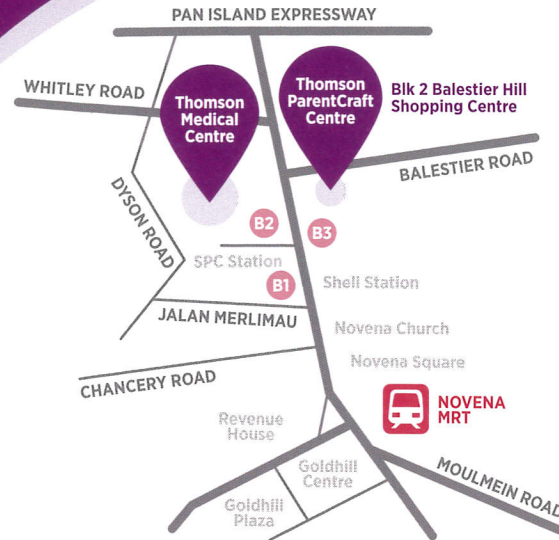 PAN ISLAND EXPRESSWAY
WHITLEY ROAD
Thomson
Medical
Centre
Thomson
ParentCraft
Centre
Blk 2 Balestier Hill
Shopping Centre
BALESTIER ROAD
DYSON ROAD
B2
B3
SPC Station
B1
Shell Station
JALAN MERLIMAU
Novena Church
Novena Square
CHANCERY ROAD
NOVENA
MRT
Revenue
House
Goldhill
Centre
MOULMEIN ROAD
Goldhill
Plaza